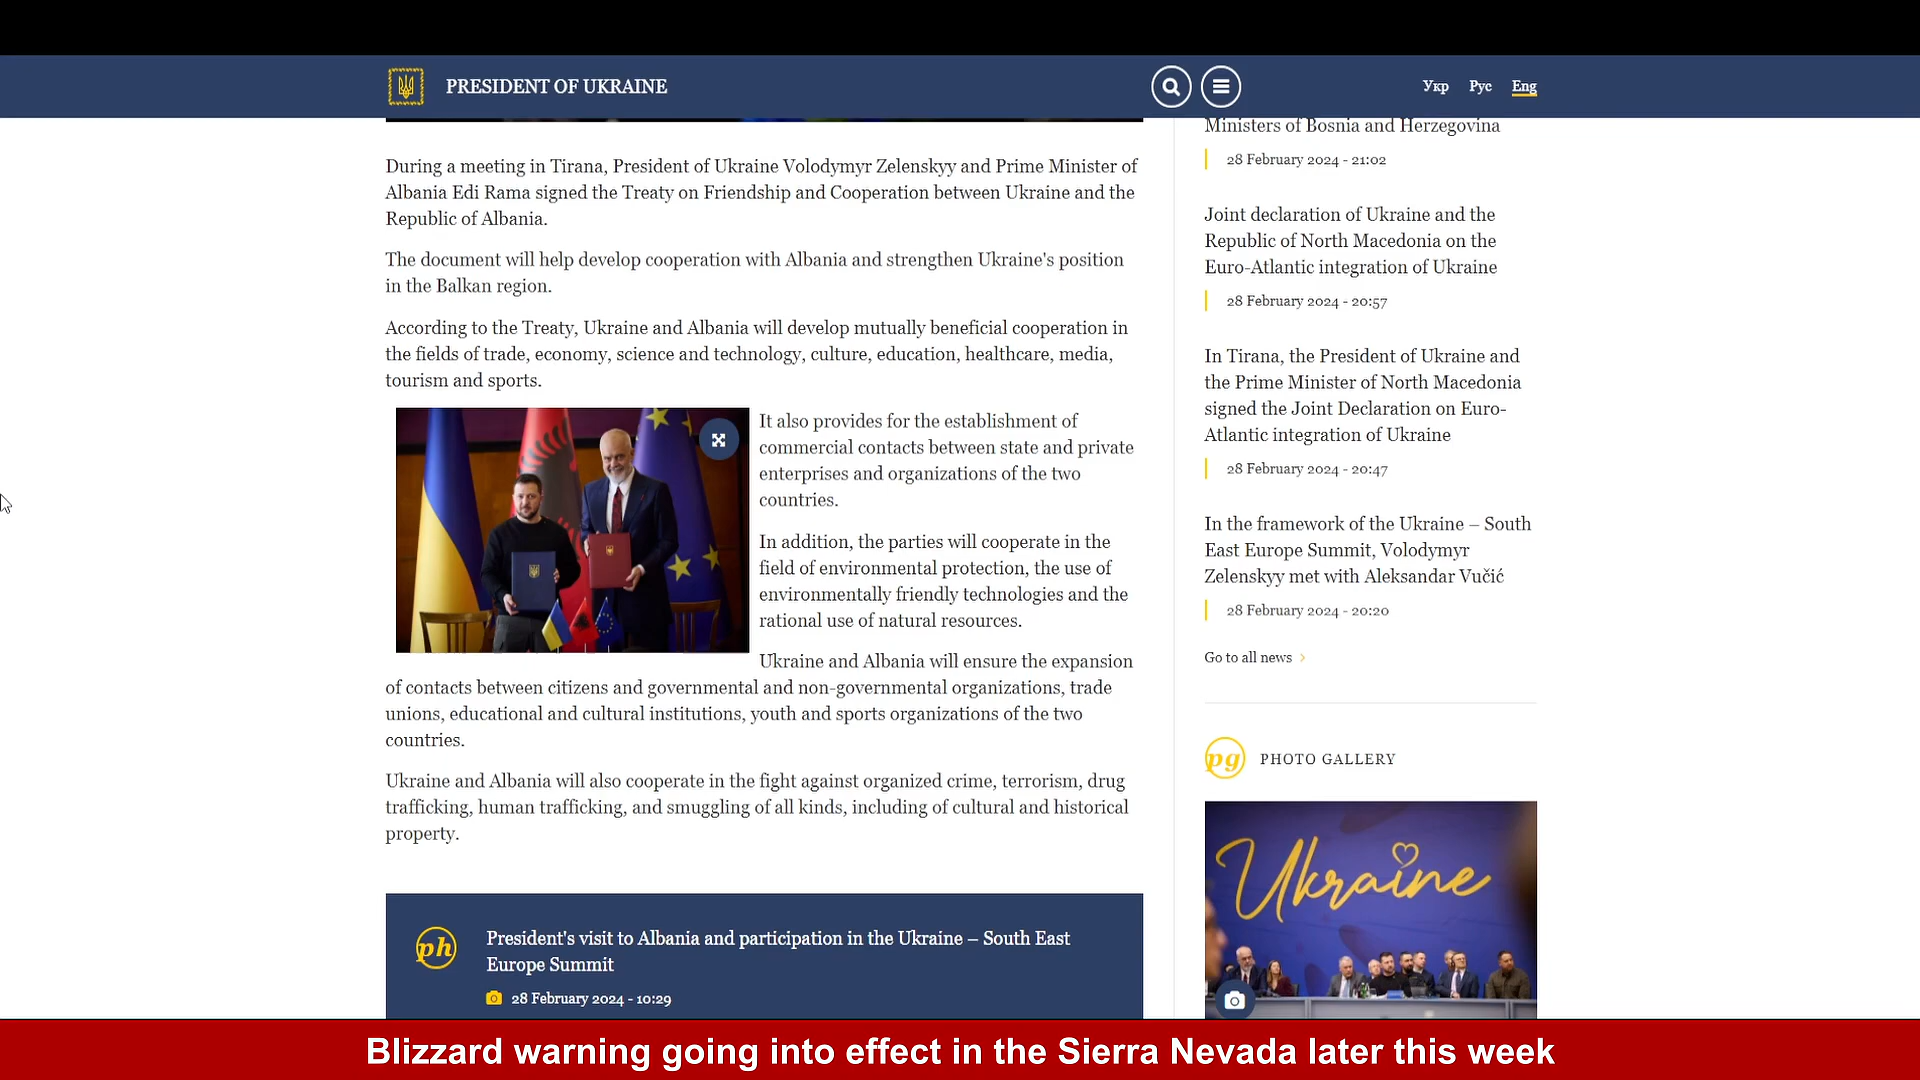 PRESIDENT OF UKRAINE
Укр Рус Eng
During a meeting in Tirana, President of Ukraine Volodymyr Zelenskyy and Prime Minister of
Albania Edi Rama signed the Treaty on Friendship and Cooperation between Ukraine and the
Republic of Albania.
The document will help develop cooperation with Albania and strengthen Ukraine's position
in the Balkan region.
According to the Treaty, Ukraine and Albania will develop mutually beneficial cooperation in
the fields of trade, economy, science and technology, culture, education, healthcare, media,
tourism and sports.
It also provides for the establishment of
commercial contacts between state and private
enterprises and organizations of the two
countries.
In addition, the parties will cooperate in the
field of environmental protection, the use of
environmentally friendly technologies and the
rational use of natural resources.
Ukraine and Albania will ensure the expansion
of contacts between citizens and governmental and non-governmental organizations, trade
unions, educational and cultural institutions, youth and sports organizations of the two
countries.
Ukraine and Albania will also cooperate in the fight against organized crime, terrorism, drug
trafficking, human trafficking, and smuggling of all kinds, including of cultural and historical
property.
ph
President's visit to Albania and participation in the Ukraine – South East
Europe Summit
28 February 2024 - 10:29
Ministers of Bosnia and Herzegovina
28 February 2024 - 21:02
Joint declaration of Ukraine and the
Republic of North Macedonia on the
Euro-Atlantic integration of Ukraine
28 February 2024 - 20:57
In Tirana, the President of Ukraine and
the Prime Minister of North Macedonia
signed the Joint Declaration on Euro-
Atlantic integration of Ukraine
28 February 2024 - 20:47
In the framework of the Ukraine – South
East Europe Summit, Volodymyr
Zelenskyy met with Aleksandar Vučić
28 February 2024 - 20:20
Go to all news
pg PHOTO GALLERY
Ukraine
Blizzard warning going into effect in the Sierra Nevada later this week